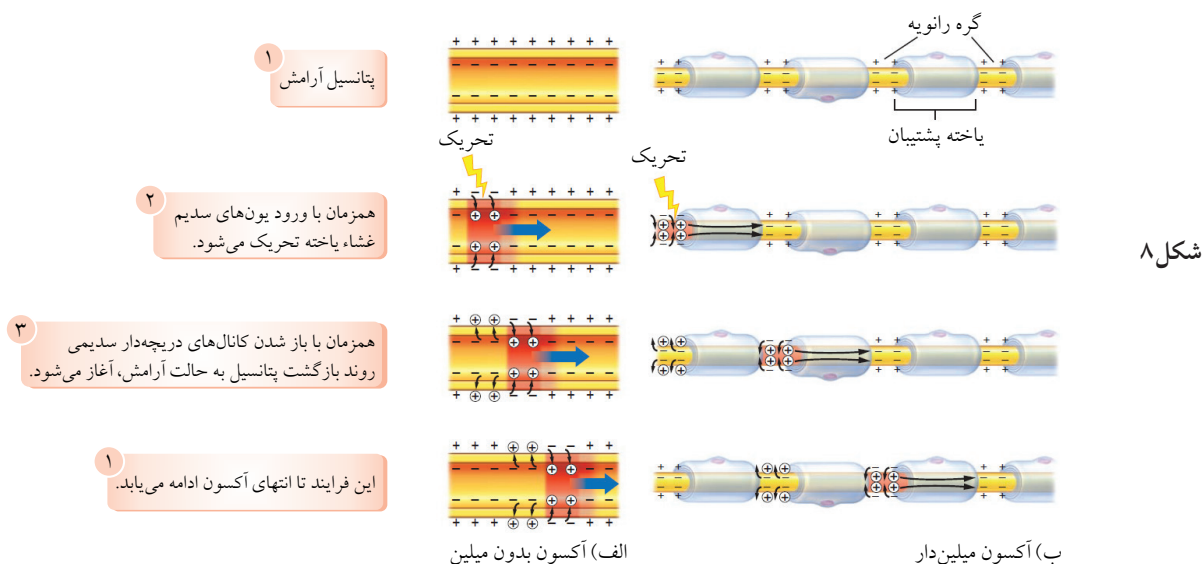 گره رانویه
یاخته پشتیبان
۱
پتانسیل آرامش
تحریک
تحریک
۲
همزمان با ورود یون‌های سدیم
غشاء یاخته تحریک می‌شود.
شکل۸
۳
همزمان با باز شدن کانال‌های دریچه‌دار سدیمی
روند بازگشت پتانسیل به حالت آرامش، آغاز می‌شود.
۱
این فرایند تا انتهای آکسون ادامه می‌یابد.
ب) آکسون میلین‌دار
الف) آکسون بدون میلین